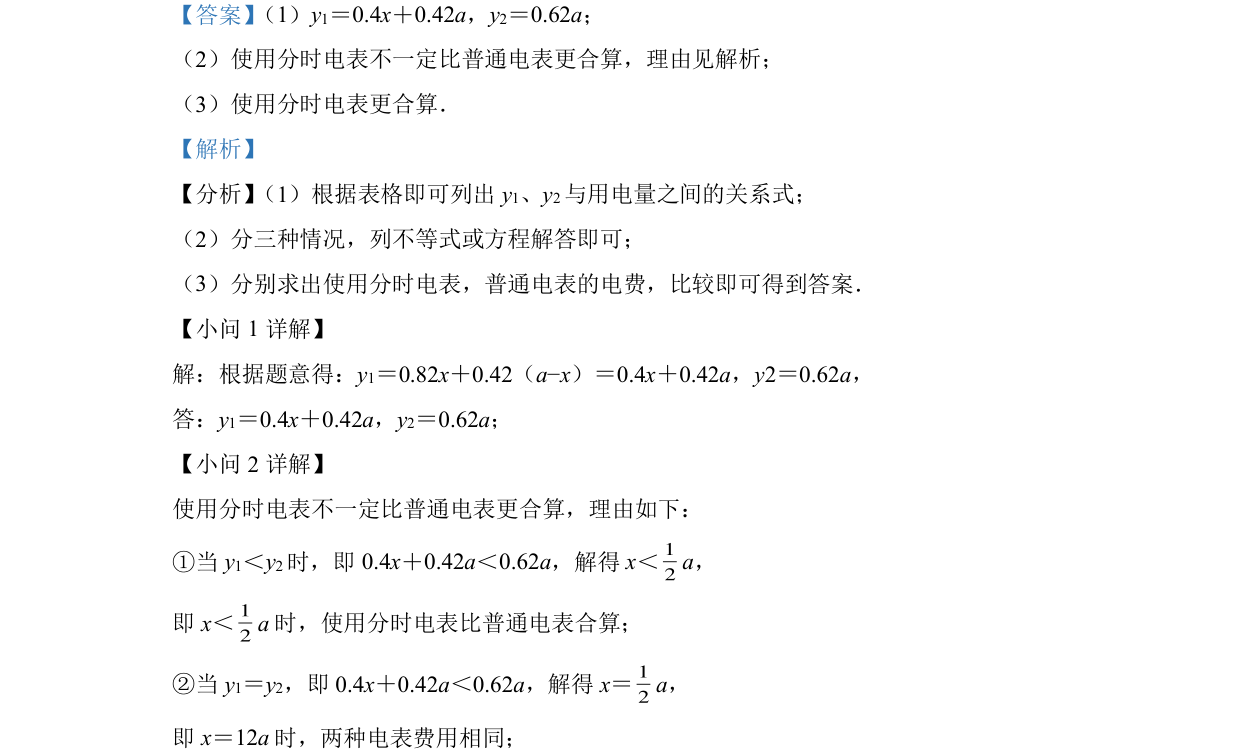 【答案】（1）y₁＝0.4x＋0.42a，y₂＝0.62a；
（2）使用分时电表不一定比普通电表更合算，理由见解析；
（3）使用分时电表更合算．
【解析】
【分析】（1）根据表格即可列出 y₁、y₂与用电量之间的关系式；
（2）分三种情况，列不等式或方程解答即可；
（3）分别求出使用分时电表，普通电表的电费，比较即可得到答案．
【小问 1 详解】
解：根据题意得：y₁＝0.82x＋0.42（a−x）＝0.4x＋0.42a，y2＝0.62a，
答：y₁＝0.4x＋0.42a，y₂＝0.62a；
【小问 2 详解】
使用分时电表不一定比普通电表更合算，理由如下：
①当 y₁＜y₂时，即 0.4x＋0.42a＜0.62a，解得 x＜1/2 a，
即 x＜1/2 a 时，使用分时电表比普通电表合算；
②当 y₁＝y₂，即 0.4x＋0.42a＜0.62a，解得 x＝1/2 a，
即 x＝12a 时，两种电表费用相同；